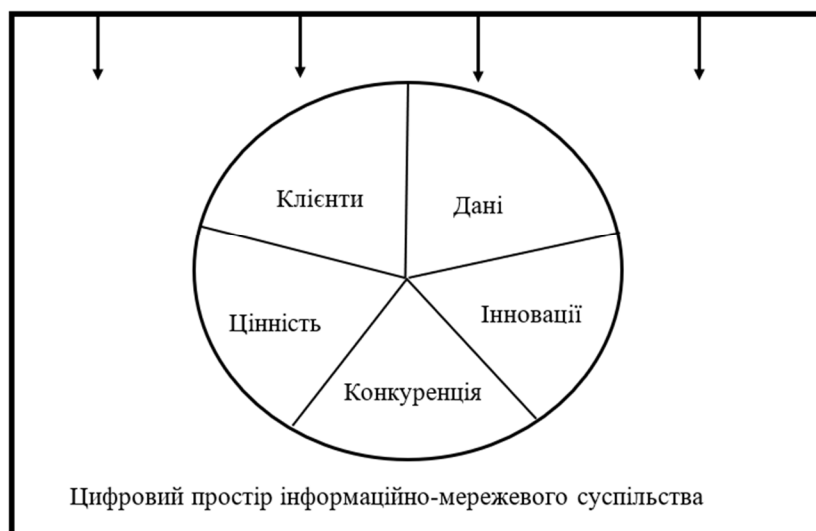 Клієнти
Дані
Цінність
Інновації
Конкуренція
Цифровий простір інформаційно-мережевого суспільства